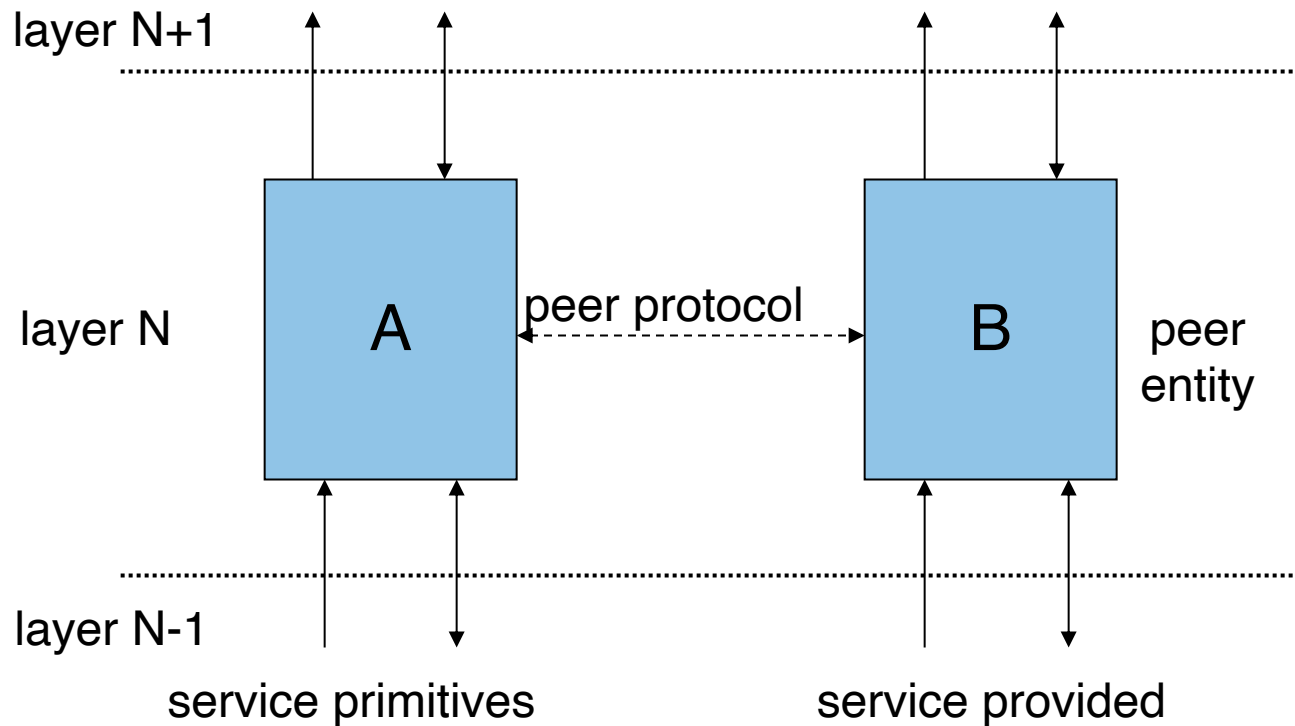 layer N+1
layer N
A
peer protocol
B
peer
entity
layer N-1
service primitives
service provided